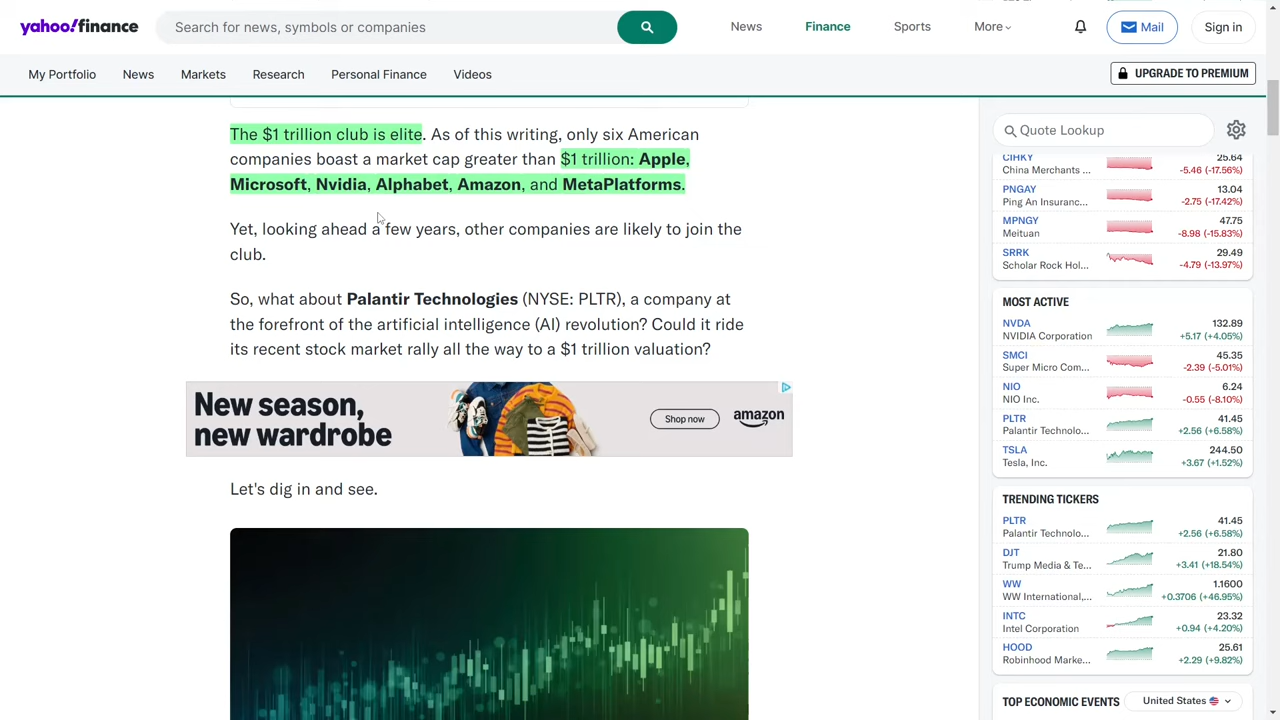 yahoo!finance
Search for news, symbols or companies
News
Finance
Sports
More
Mail
Sign in
My Portfolio
News
Markets
Research
Personal Finance
Videos
UPGRADE TO PREMIUM
The $1 trillion club is elite. As of this writing, only six American
companies boast a market cap greater than $1 trillion: Apple,
Microsoft, Nvidia, Alphabet, Amazon, and MetaPlatforms.
Yet, looking ahead a few years, other companies are likely to join the
club.
So, what about Palantir Technologies (NYSE: PLTR), a company at
the forefront of the artificial intelligence (AI) revolution? Could it ride
its recent stock market rally all the way to a $1 trillion valuation?
New season,
new wardrobe
Shop now
amazon
Let's dig in and see.
Quote Lookup
CIHKY 25.64
China Merchants ... -5.46 (-17.56%)
PNGAY 13.04
Ping An Insuranc... -2.75 (-17.42%)
MPNGY 47.75
Meituan -8.98 (-15.83%)
SRRK 29.49
Scholar Rock Hol... -4.79 (-13.97%)
MOST ACTIVE
NVDA 132.89
NVIDIA Corporation +5.17 (+4.05%)
SMCI 45.35
Super Micro Com... -2.39 (-5.01%)
NIO 6.24
NIO Inc. -0.55 (-8.10%)
PLTR 41.45
Palantir Technolo... +2.56 (+6.58%)
TSLA 244.50
Tesla, Inc. +3.67 (+1.52%)
TRENDING TICKERS
PLTR 41.45
Palantir Technolo... +2.56 (+6.58%)
DJT 21.80
Trump Media & Te... +3.41 (+18.54%)
WW 1.1600
WW International,... +0.3706 (+46.95%)
INTC 23.32
Intel Corporation +0.94 (+4.20%)
HOOD 25.61
Robinhood Marke... +2.29 (+9.82%)
TOP ECONOMIC EVENTS
United States